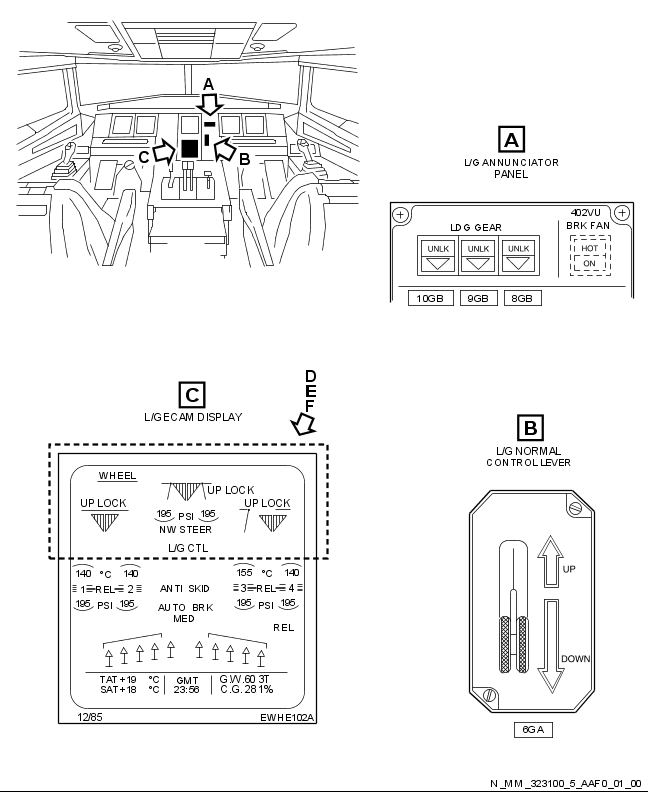 A
C
B
A
L/G ANNUNCIATOR
PANEL
402VU
LDG GEAR
BRK FAN
UNLK UNLK UNLK
HOT
ON
10GB 9GB 8GB
D
E
F
C
L/G ECAM DISPLAY
WHEEL
UP LOCK
UP LOCK UP LOCK
195 PSI 195
NW STEER
L/G CTL
140 °C 140 155 °C 140
1 REL 2 ANTI SKID 3 REL 4
195 PSI 195 195 PSI 195
AUTO BRK
MED
REL
TAT +19 °C GMT G.W. 60 3T
SAT +18 °C 23:56 C.G. 28 1%
12/85 EWHE102A
B
L/G NORMAL
CONTROL LEVER
UP
DOWN
6GA
N_MM_323100_5_AAF0_01_00